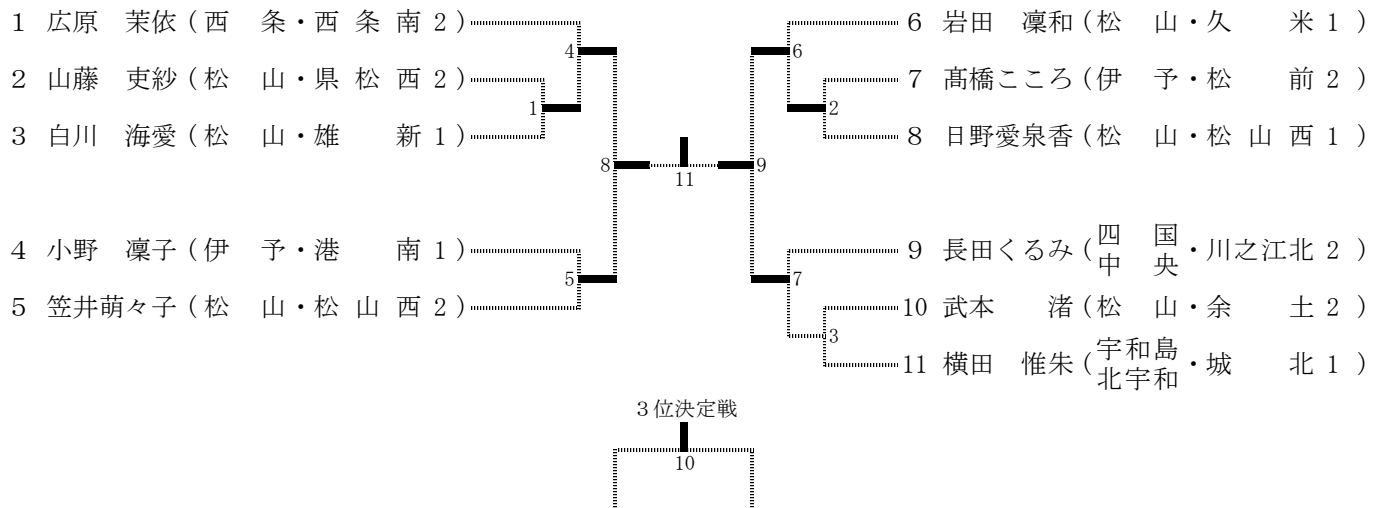 1 広原 茉依 (西 条・西 条 南 2)
4
2 山藤 吏紗 (松 山・県 松 西 2)
1
3 白川 海愛 (松 山・雄 新 1)
8
11
9
4 小野 凜子 (伊 予・港 南 1)
5
5 笠井萌々子 (松 山・松 山 西 2)
6 岩田 凜和 (松 山・久 米 1 )
6
7 髙橋こころ (伊 予・松 前 2 )
2
8 日野愛泉香 (松 山・松 山 西 1 )
9 長田くるみ (四国中央・川之江北 2 )
7
10 武本 渚 (松 山・余 土 2 )
3
11 横田 惟朱 (宇和島北宇和・城 北 1 )
3位決定戦
10